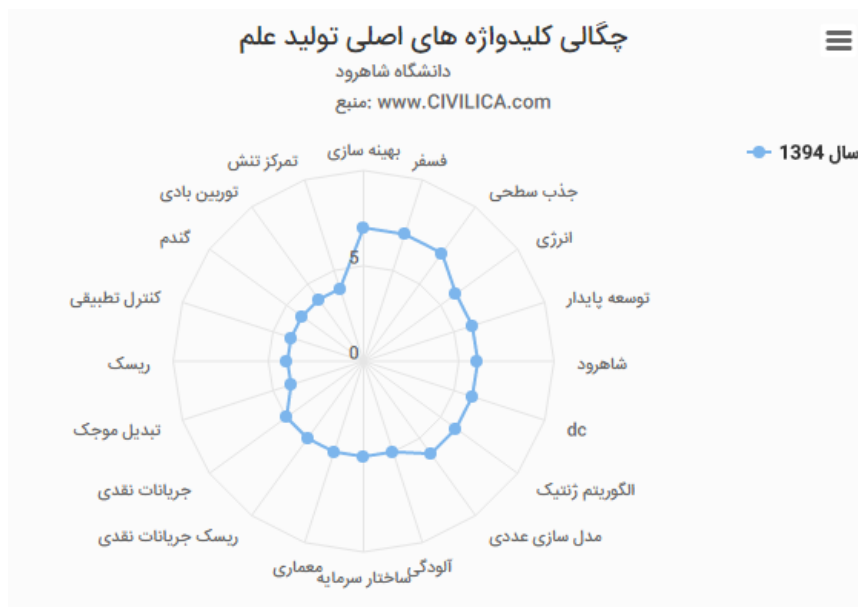 چگالی کلیدواژه های اصلی تولید علم
دانشگاه شاهرود
منبع: www.CIVILICA.com
سال 1394
بهینه سازی
فسفر
جذب سطحی
انرژی
توسعه پایدار
شاهرود
dc
الگوریتم ژنتیک
مدل سازی عددی
آلودگی
ساختار سرمایه
معماری
ریسک جریانات نقدی
جریانات نقدی
تبدیل موجک
ریسک
کنترل تطبیقی
گندم
توربین بادی
تمرکز تنش
5
0